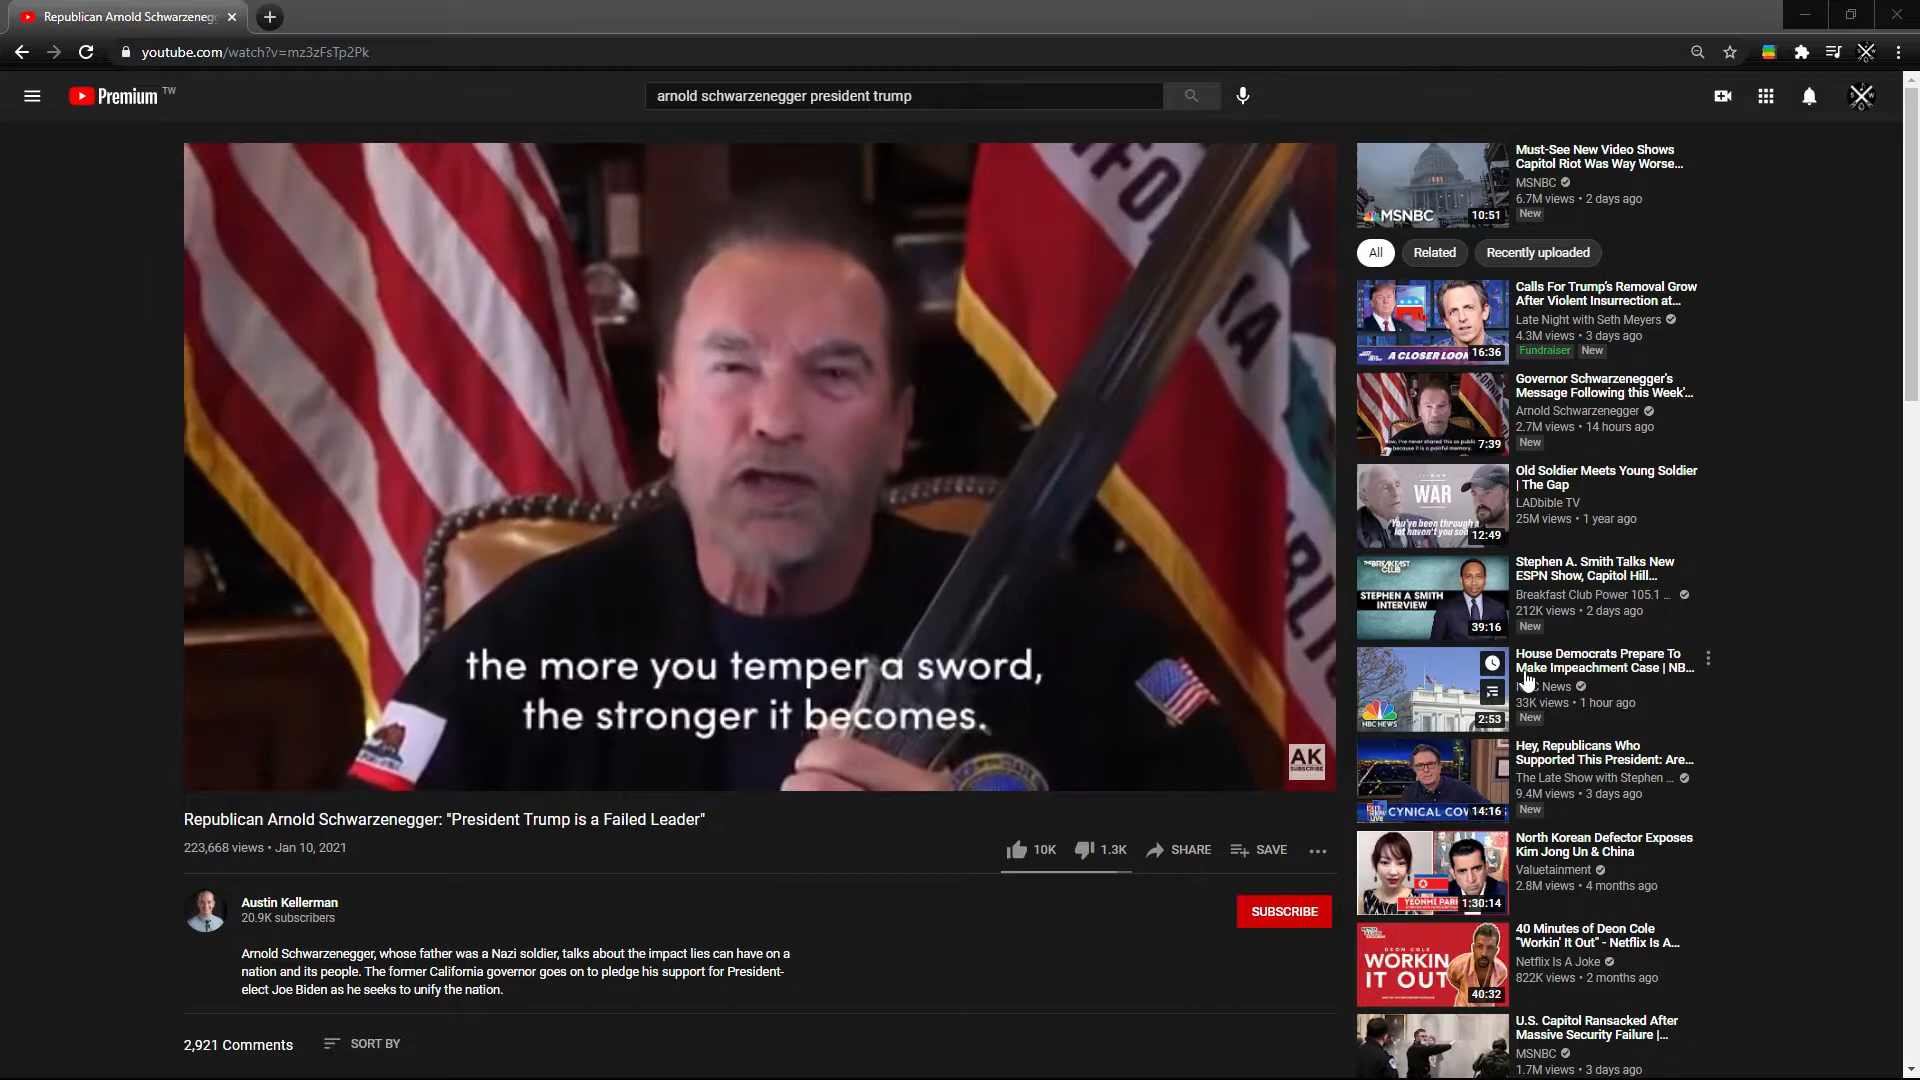 Republican Arnold Schwarzeneg
youtube.com/watch?v=mz3zFsTp2Pk
Premium TW
arnold schwarzenegger president trump
the more you temper a sword,
the stronger it becomes.
AK
SUBSCRIBE
Republican Arnold Schwarzenegger: "President Trump is a Failed Leader"
223,668 views • Jan 10, 2021
10K
1.3K
SHARE
SAVE
Austin Kellerman
20.9K subscribers
SUBSCRIBE
Arnold Schwarzenegger, whose father was a Nazi soldier, talks about the impact lies can have on a
nation and its people. The former California governor goes on to pledge his support for President-
elect Joe Biden as he seeks to unify the nation.
2,921 Comments
SORT BY
MSNBC
10:51
Must-See New Video Shows
Capitol Riot Was Way Worse...
MSNBC
6.7M views • 2 days ago
New
All
Related
Recently uploaded
A CLOSER LOOK
16:36
Calls For Trump's Removal Grow
After Violent Insurrection at...
Late Night with Seth Meyers
4.3M views • 3 days ago
Fundraiser
New
7:39
Governor Schwarzenegger's
Message Following this Week'...
Arnold Schwarzenegger
2.7M views • 14 hours ago
New
WAR
12:49
Old Soldier Meets Young Soldier
| The Gap
LADbible TV
25M views • 1 year ago
STEPHEN A SMITH
INTERVIEW
39:16
Stephen A. Smith Talks New
ESPN Show, Capitol Hill...
Breakfast Club Power 105.1 ...
212K views • 2 days ago
New
NBC NEWS
2:53
House Democrats Prepare To
Make Impeachment Case | NB...
News
33K views • 1 hour ago
New
CYNICAL COW
14:16
Hey, Republicans Who
Supported This President: Are...
The Late Show with Stephen ...
9.4M views • 3 days ago
New
YEONMI PARK
1:30:14
North Korean Defector Exposes
Kim Jong Un & China
Valuetainment
2.8M views • 4 months ago
DEON COLE
WORKIN
IT OUT
40:32
40 Minutes of Deon Cole
"Workin' It Out" - Netflix Is A...
Netflix Is A Joke
822K views • 2 months ago
U.S. Capitol Ransacked After
Massive Security Failure |...
MSNBC
1.7M views • 3 days ago